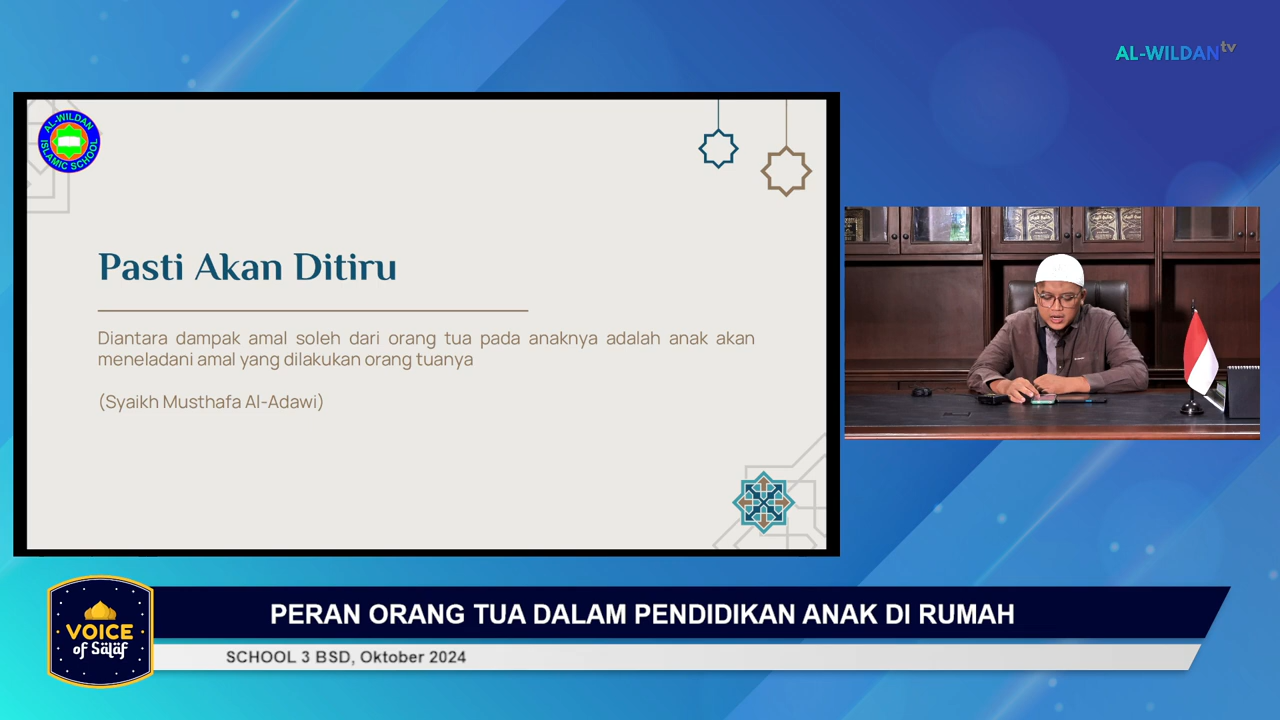 AL-WILDAN tv
AL-WILDAN
ISLAMIC SCHOOL
Pasti Akan Ditiru
Diantara dampak amal soleh dari orang tua pada anaknya adalah anak akan
meneladani amal yang dilakukan orang tuanya
(Syaikh Musthafa Al-Adawi)
VOICE
of Sälāf
PERAN ORANG TUA DALAM PENDIDIKAN ANAK DI RUMAH
SCHOOL 3 BSD, Oktober 2024